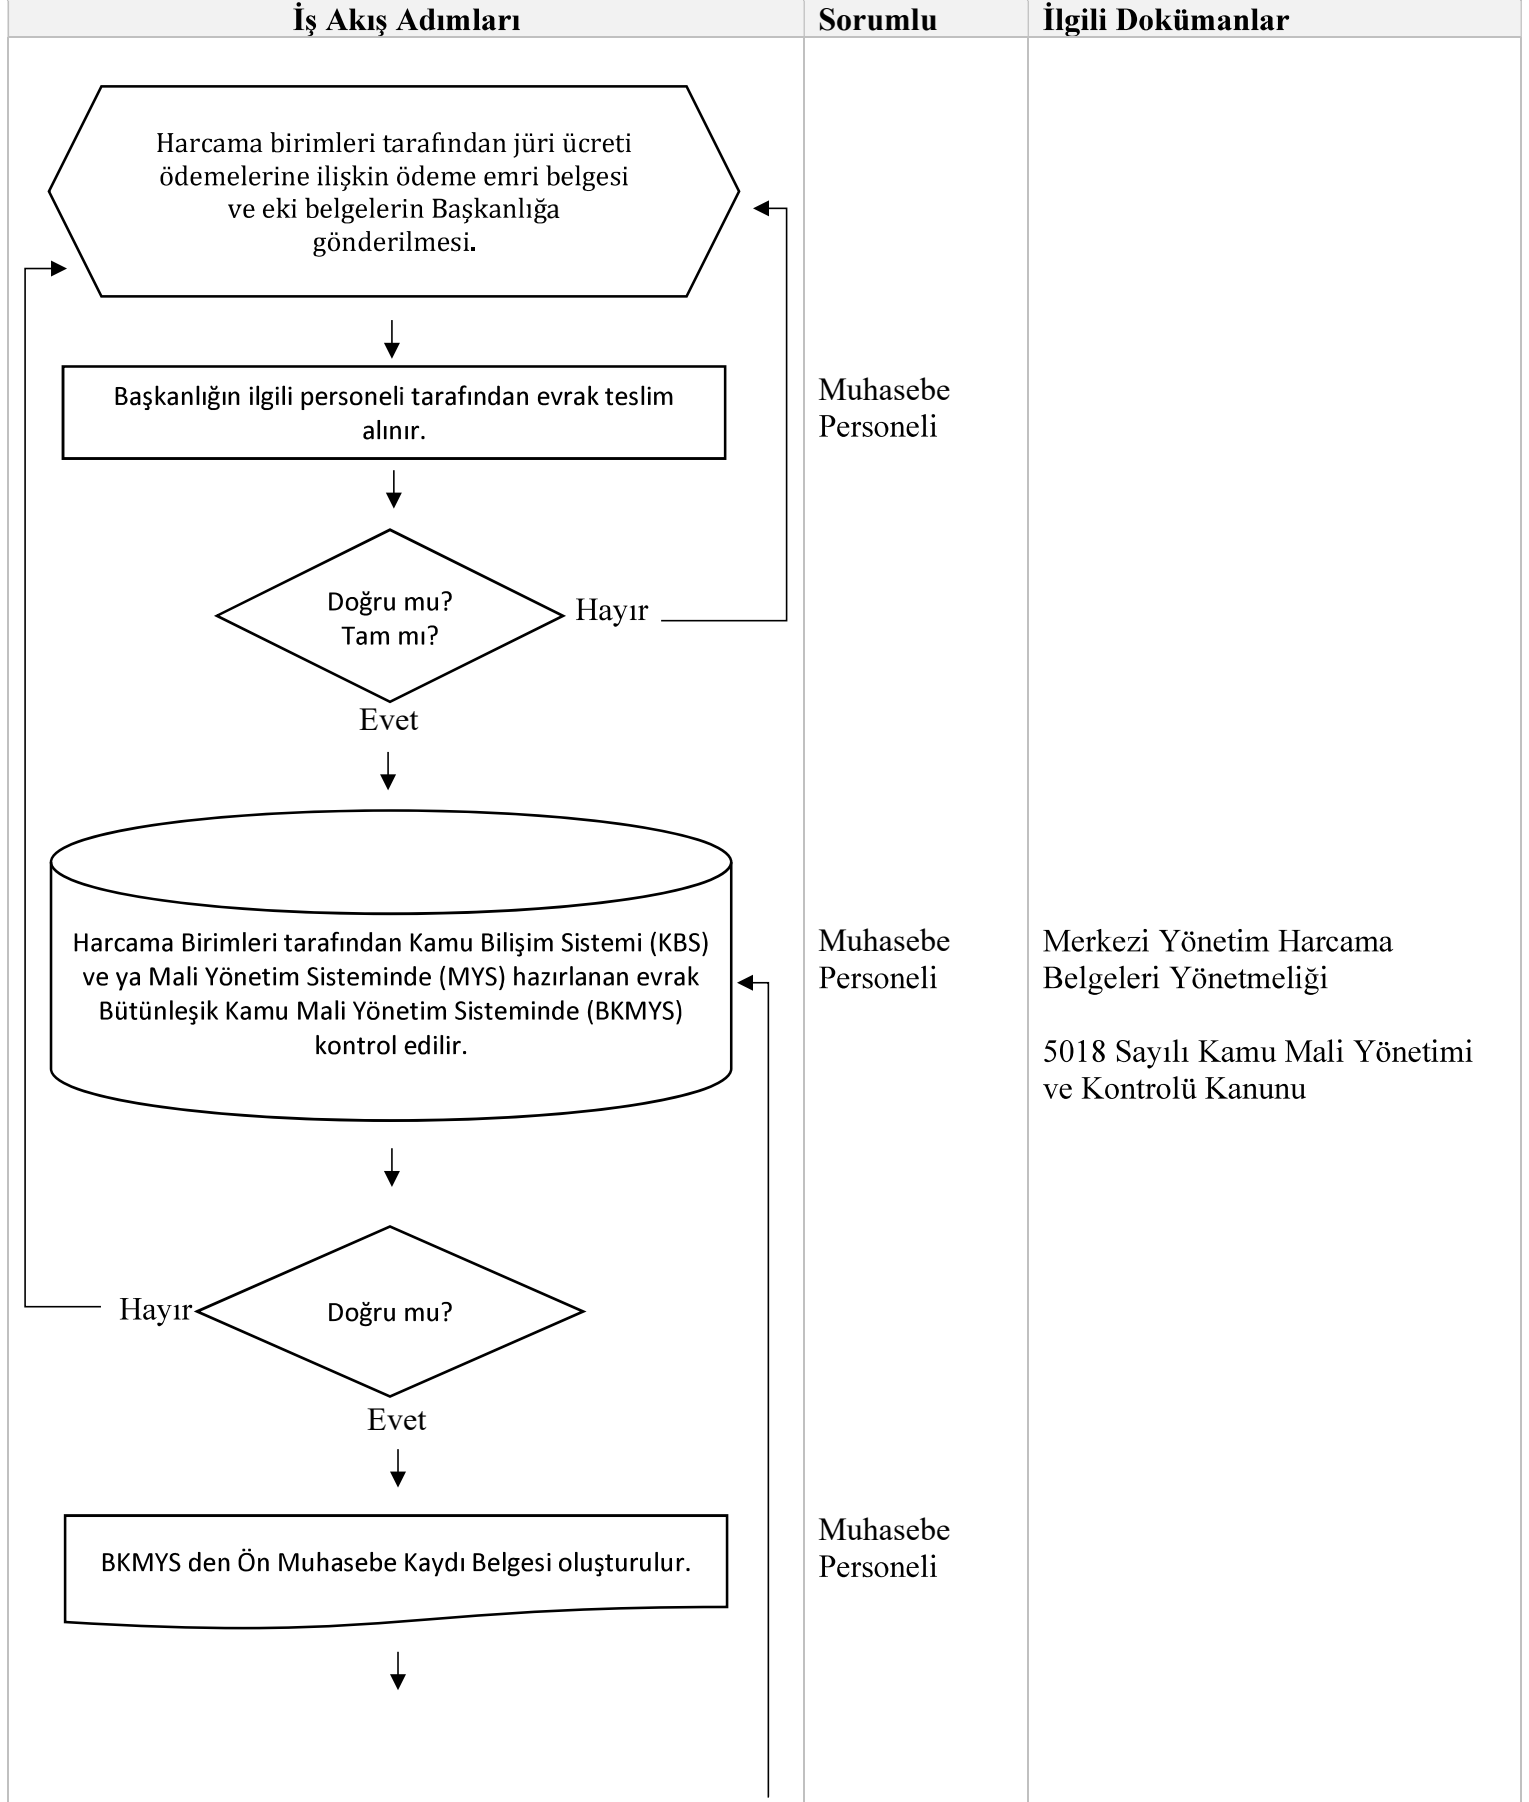 İş Akış Adımları
Sorumlu
İlgili Dokümanlar
Harcama birimleri tarafından jüri ücreti
ödemelerine ilişkin ödeme emri belgesi
ve eki belgelerin Başkanlığa
gönderilmesi.
Başkanlığın ilgili personeli tarafından evrak teslim
alınır.
Muhasebe
Personeli
Doğru mu?
Tam mı?
Hayır
Evet
Harcama Birimleri tarafından Kamu Bilişim Sistemi (KBS)
ve ya Mali Yönetim Sisteminde (MYS) hazırlanan evrak
Bütünleşik Kamu Mali Yönetim Sisteminde (BKMYS)
kontrol edilir.
Muhasebe
Personeli
Merkezi Yönetim Harcama
Belgeleri Yönetmeliği
5018 Sayılı Kamu Mali Yönetimi
ve Kontrolü Kanunu
Hayır
Doğru mu?
Evet
BKMYS den Ön Muhasebe Kaydı Belgesi oluşturulur.
Muhasebe
Personeli